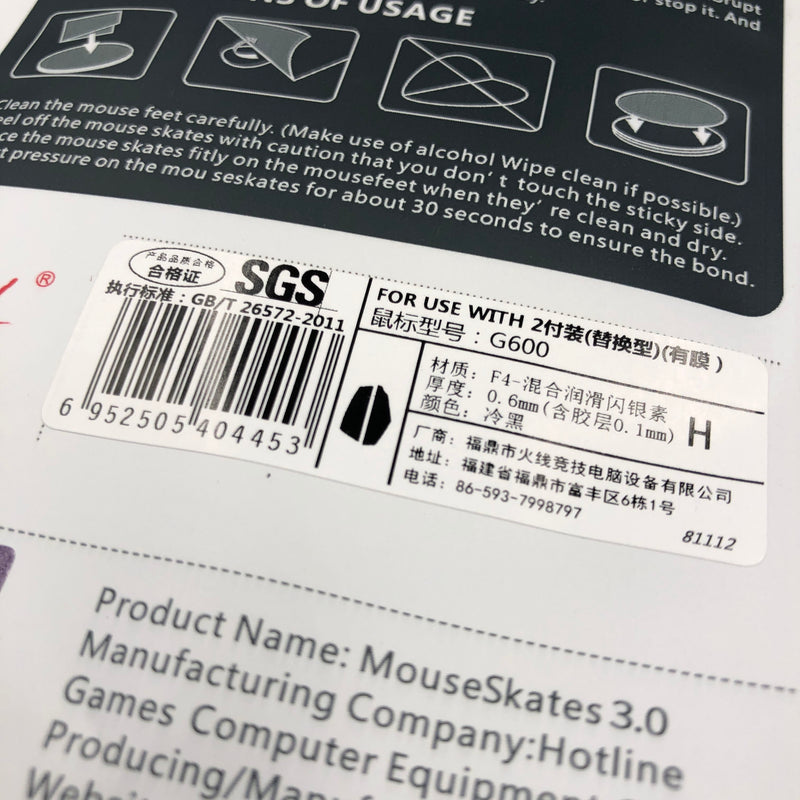 OF USAGE
stop it. And
Clean the mouse feet carefully. (Make use of alcohol Wipe clean if possible.)
off the mouse skates with caution that you don't touch the sticky side.
the mouse skates fitly on the mousefeet when they're clean and dry.
pressure on the mou seskates for about 30 seconds to ensure the bond.
®
产品品质合格
合格证
SGS
执行标准：GB/T 26572-2011
6 952505 404453
FOR USE WITH 2付装(替换型)(有膜)
鼠标型号：G600
材质：F4-混合润滑闪银素
厚度：0.6mm(含胶层0.1mm)
颜色：冷黑
H
厂商：福鼎市火线竞技电脑设备有限公司
地址：福建省福鼎市富丰区6栋1号
电话：86-593-7998797
81112
Product Name: MouseSkates 3.0
Manufacturing Company:Hotline
Games Computer Equipment